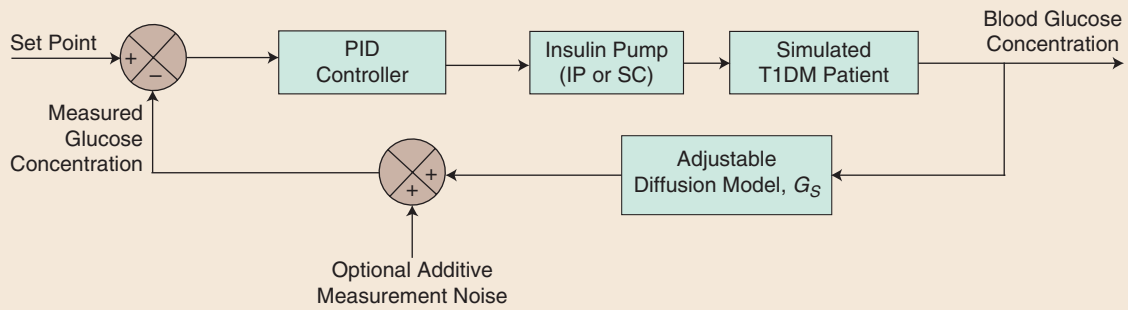 Set Point
+
−
PID
Controller
Insulin Pump
(IP or SC)
Simulated
T1DM Patient
Blood Glucose
Concentration
Measured
Glucose
Concentration
+
+
Adjustable
Diffusion Model, G_S
Optional Additive
Measurement Noise